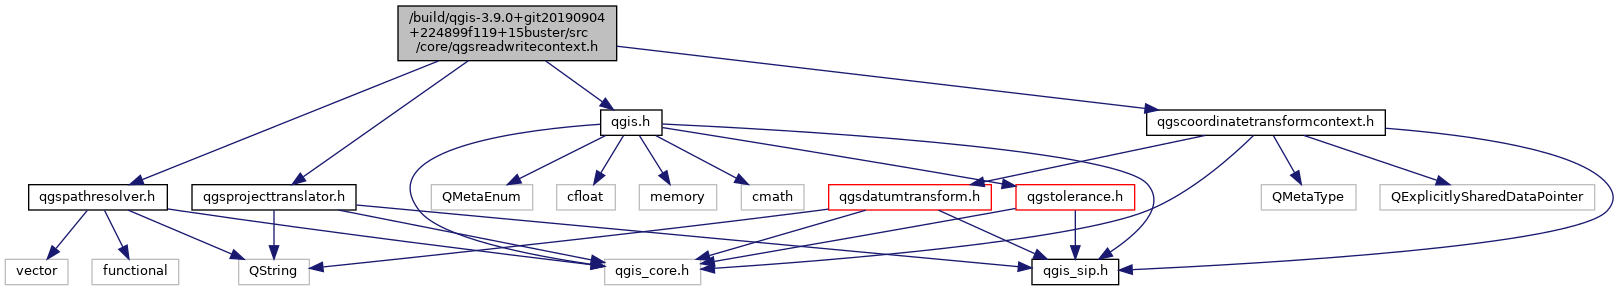 /build/qgis-3.9.0+git20190904
+224899f119+15buster/src
/core/qgsreadwritecontext.h
qgis.h
qgscoordinatetransformcontext.h
qgspathresolver.h
qgsprojecttranslator.h
QMetaEnum
cfloat
memory
cmath
qgsdatumtransform.h
qgstolerance.h
QMetaType
QExplicitlySharedDataPointer
vector
functional
QString
qgis_core.h
qgis_sip.h